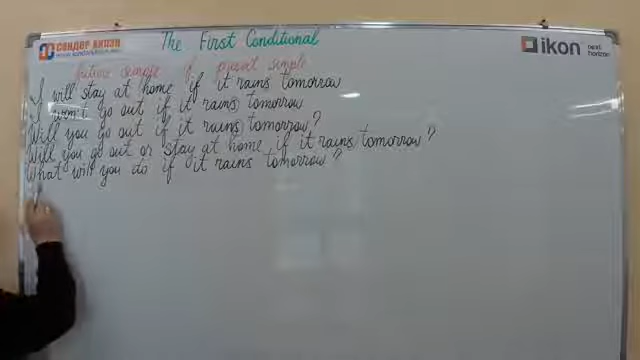 The First Conditional
ikon
future simple if present simple
I will stay at home if it rains tomorrow
I won't go out if it rains tomorrow
Will you go out if it rains tomorrow?
Will you go out or stay at home if it rains tomorrow?
What will you do if it rains tomorrow?